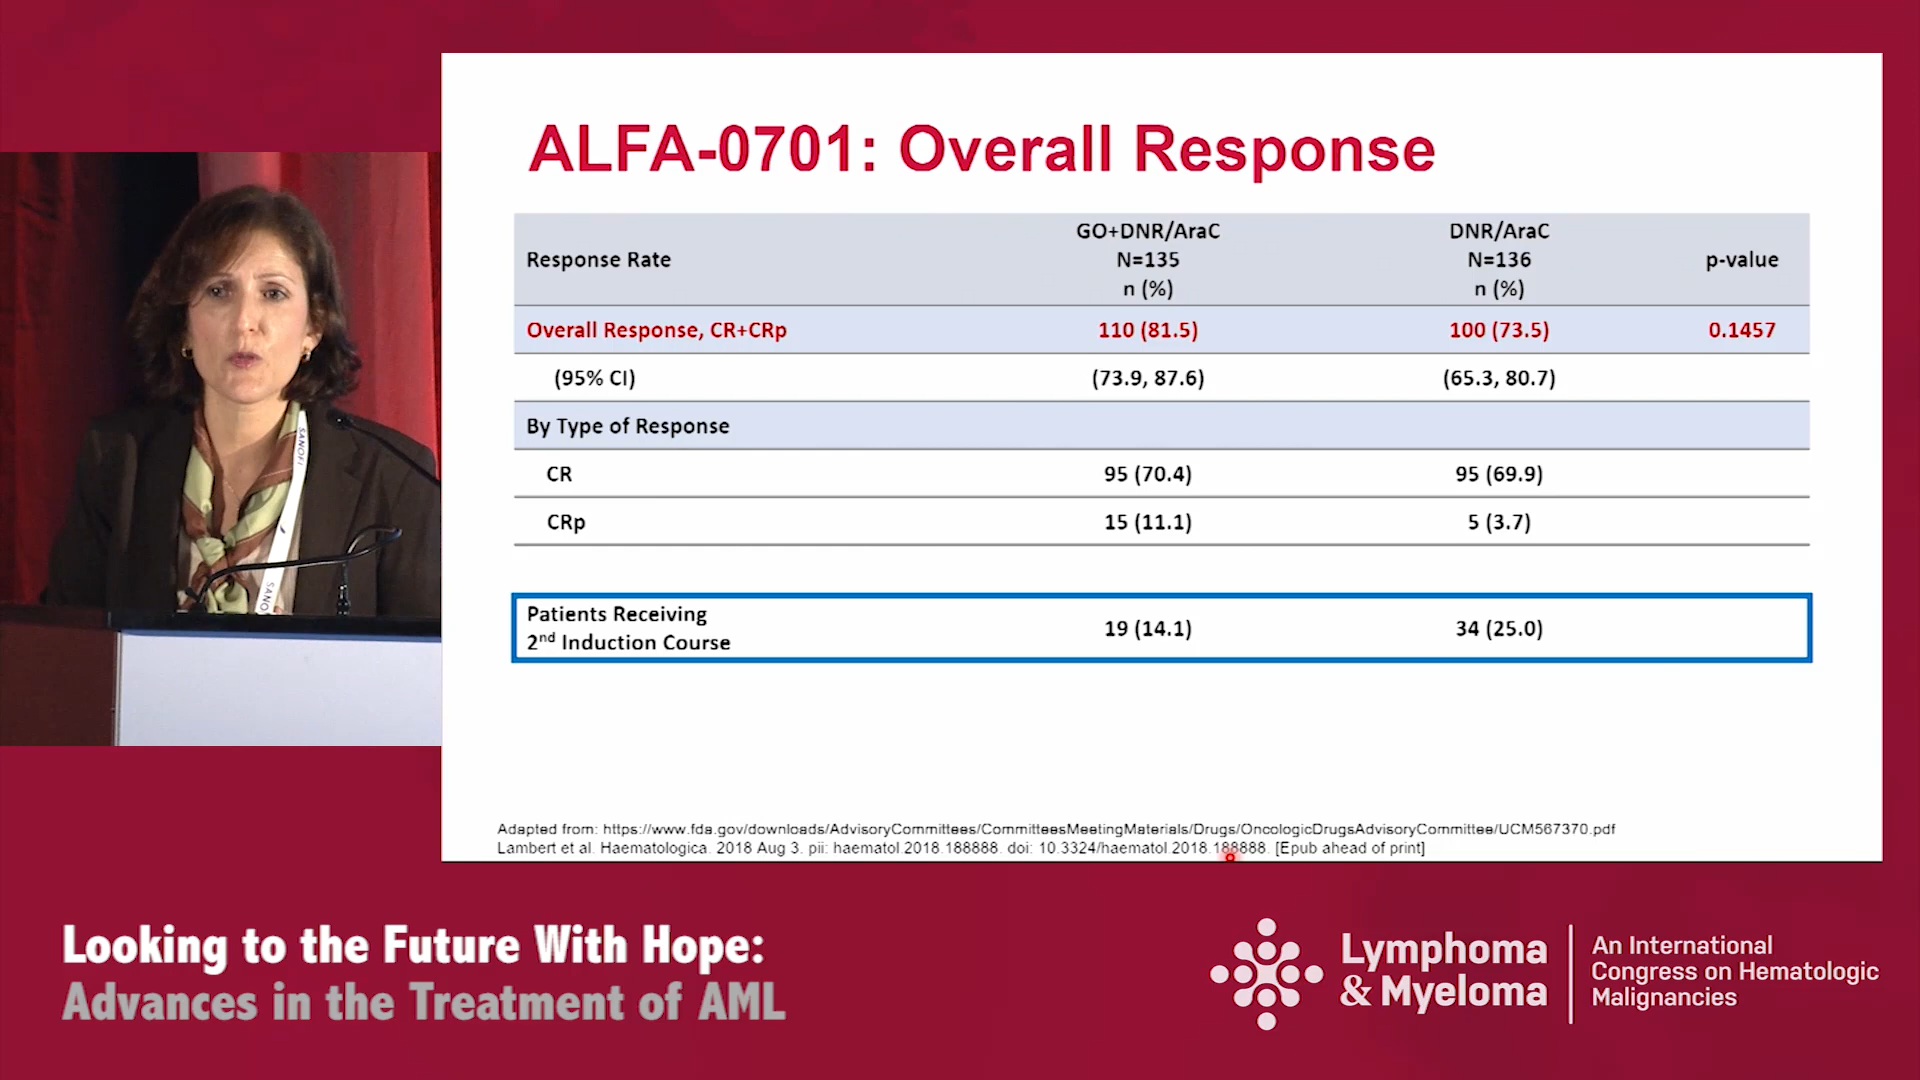 ALFA-0701: Overall Response
Response Rate
GO+DNR/AraC
N=135
n (%)
DNR/AraC
N=136
n (%)
p-value
Overall Response, CR+CRp 110 (81.5) 100 (73.5) 0.1457
(95% CI) (73.9, 87.6) (65.3, 80.7)
By Type of Response
CR 95 (70.4) 95 (69.9)
CRp 15 (11.1) 5 (3.7)
Patients Receiving
2nd Induction Course
19 (14.1) 34 (25.0)
Adapted from: https://www.fda.gov/downloads/AdvisoryCommittees/CommitteesMeetingMaterials/Drugs/OncologicDrugsAdvisoryCommittee/UCM567370.pdf
Lambert et al. Haematologica. 2018 Aug 3. pii: haematol.2018.188888. doi: 10.3324/haematol.2018.188888. [Epub ahead of print]
SANOFI
SANO
Looking to the Future With Hope:
Advances in the Treatment of AML
Lymphoma
& Myeloma
An International
Congress on Hematologic
Malignancies